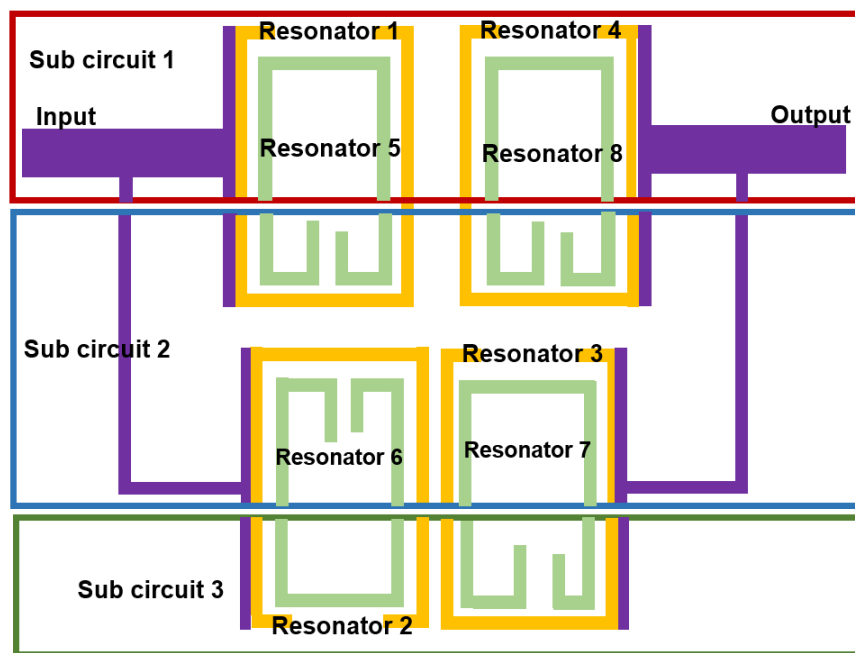 Resonator 1
Resonator 4
Sub circuit 1
Input
Output
Resonator 5
Resonator 8
Sub circuit 2
Resonator 3
Resonator 6
Resonator 7
Sub circuit 3
Resonator 2